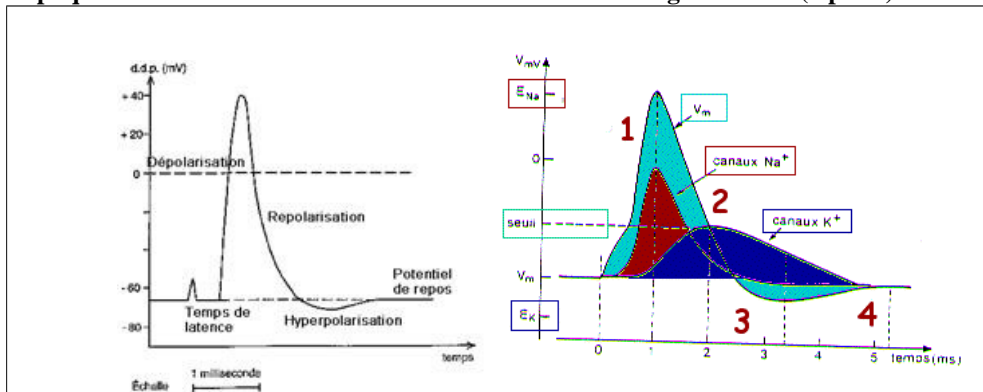 d.d.p. (mV)
+40
+20
Dépolarisation
0
Repolarisation
-60
Potentiel
de repos
Temps de
latence
Hyperpolarisation
-80
temps
Échelle
1 milliseconde
V mV
E Na
1
Vm
canaux Na+
0
2
canaux K+
seuil
Vm
3
4
E K
0
1
2
3
4
5
temps (ms)